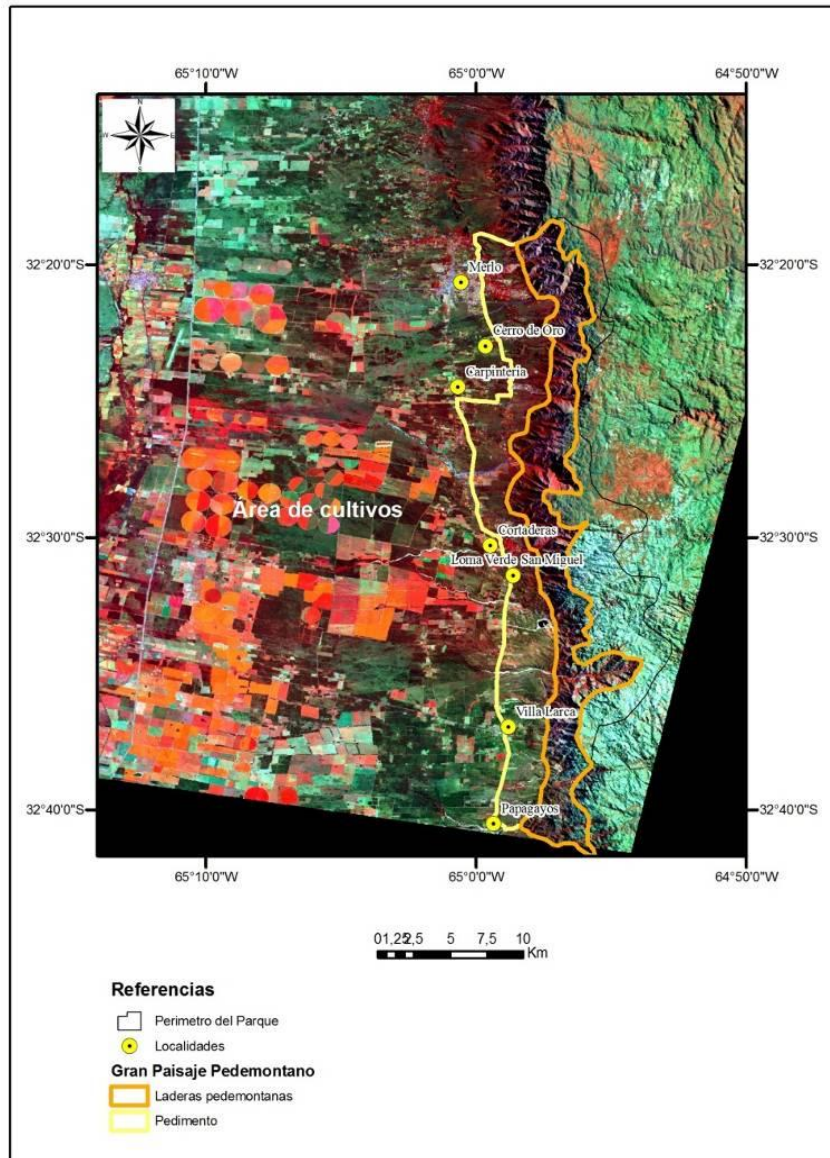 65°10'0"W 65°0'0"W 64°50'0"W
N
W E
S
32°20'0"S 32°20'0"S
Merlo
Cerro de Oro
Carpintería
Área de cultivos
32°30'0"S 32°30'0"S
Cortaderas
Loma Verde San Miguel
Villa Larca
32°40'0"S 32°40'0"S
Papagayos
65°10'0"W 65°0'0"W 64°50'0"W
01,252,5 5 7,5 10
Km
Referencias
Perimetro del Parque
Localidades
Gran Paisaje Pedemontano
Laderas pedemontanas
Pedimento